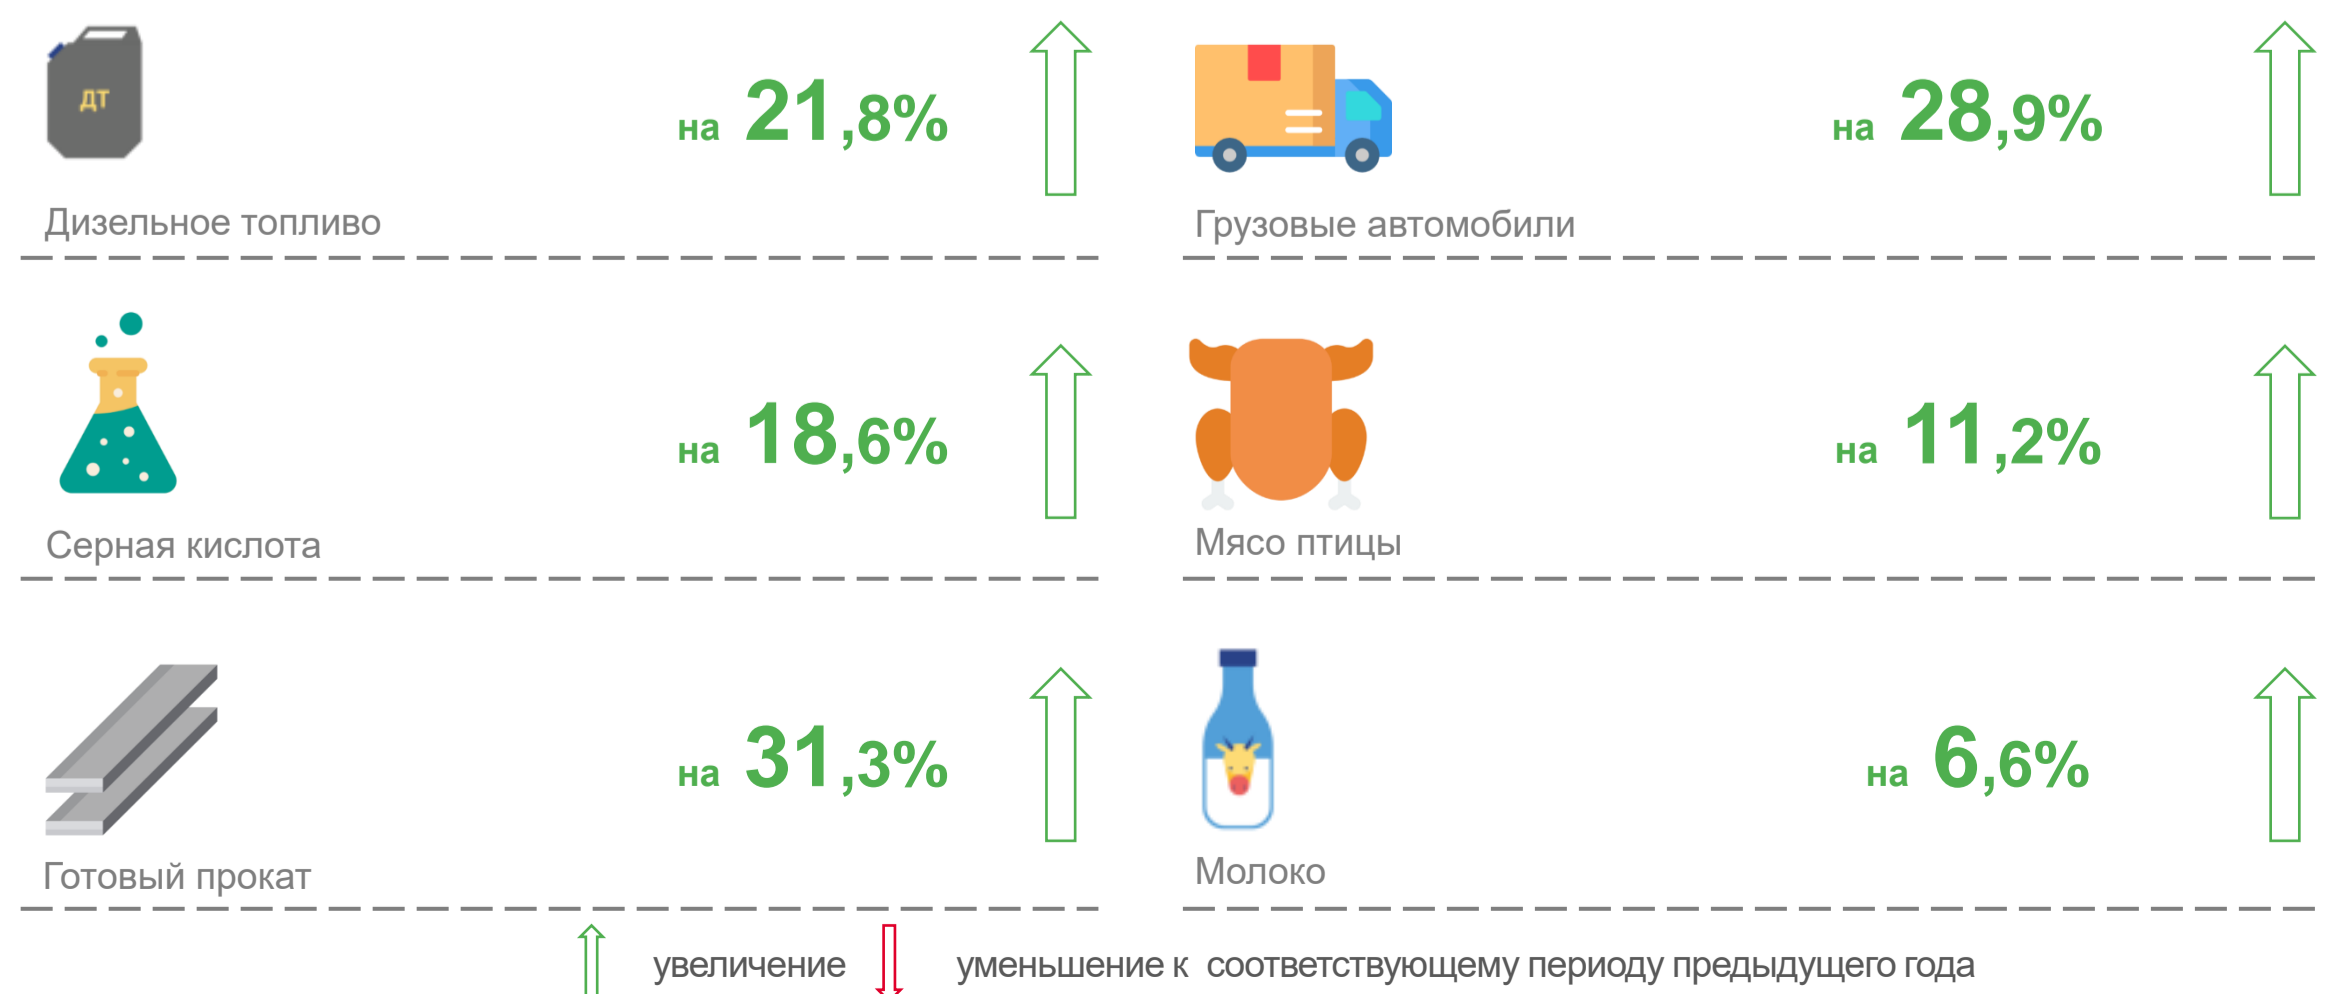 ДТ
на 21,8%
Дизельное топливо
на 28,9%
Грузовые автомобили
на 18,6%
Серная кислота
на 11,2%
Мясо птицы
на 31,3%
Готовый прокат
на 6,6%
Молоко
увеличение
уменьшение к соответствующему периоду предыдущего года